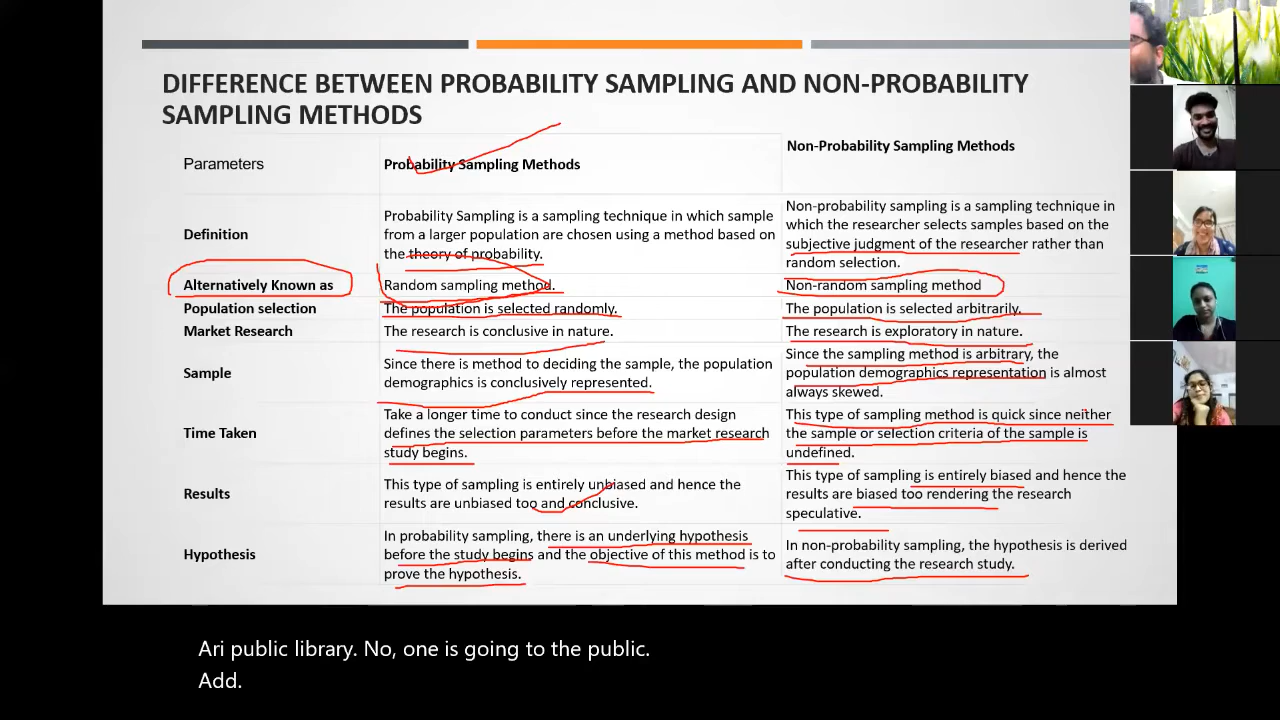 DIFFERENCE BETWEEN PROBABILITY SAMPLING AND NON-PROBABILITY
SAMPLING METHODS
Parameters
Probability Sampling Methods
Non-Probability Sampling Methods
Definition
Probability Sampling is a sampling technique in which sample
from a larger population are chosen using a method based on
the theory of probability.
Non-probability sampling is a sampling technique in
which the researcher selects samples based on the
subjective judgment of the researcher rather than
random selection.
Alternatively Known as
Random sampling method.
Non-random sampling method
Population selection
The population is selected randomly.
The population is selected arbitrarily.
Market Research
The research is conclusive in nature.
The research is exploratory in nature.
Sample
Since there is method to deciding the sample, the population
demographics is conclusively represented.
Since the sampling method is arbitrary, the
population demographics representation is almost
always skewed.
Time Taken
Take a longer time to conduct since the research design
defines the selection parameters before the market research
study begins.
This type of sampling method is quick since neither
the sample or selection criteria of the sample is
undefined.
Results
This type of sampling is entirely unbiased and hence the
results are unbiased too and conclusive.
This type of sampling is entirely biased and hence the
results are biased too rendering the research
speculative.
Hypothesis
In probability sampling, there is an underlying hypothesis
before the study begins and the objective of this method is to
prove the hypothesis.
In non-probability sampling, the hypothesis is derived
after conducting the research study.
Ari public library. No, one is going to the public.
Add.